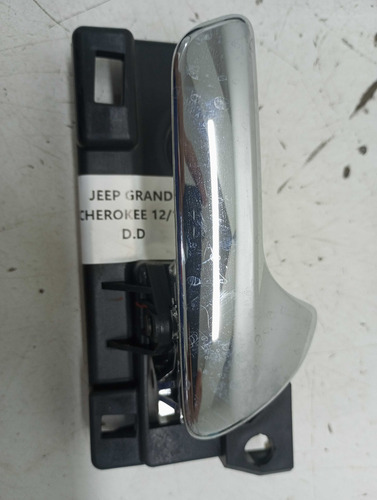 JEEP GRAND
CHEROKEE 12/
D.D